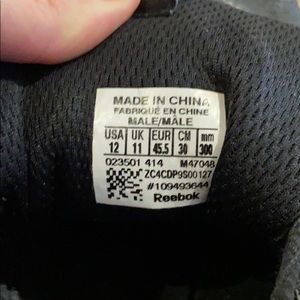 MADE IN CHINA
FABRIQUÉ EN CHINE
MALE/MALE
USA UK EUR CM mm
12 11 45.5 30 300
023501 414 M47048
ZC4CDP9S00127
#109493644
Reebok